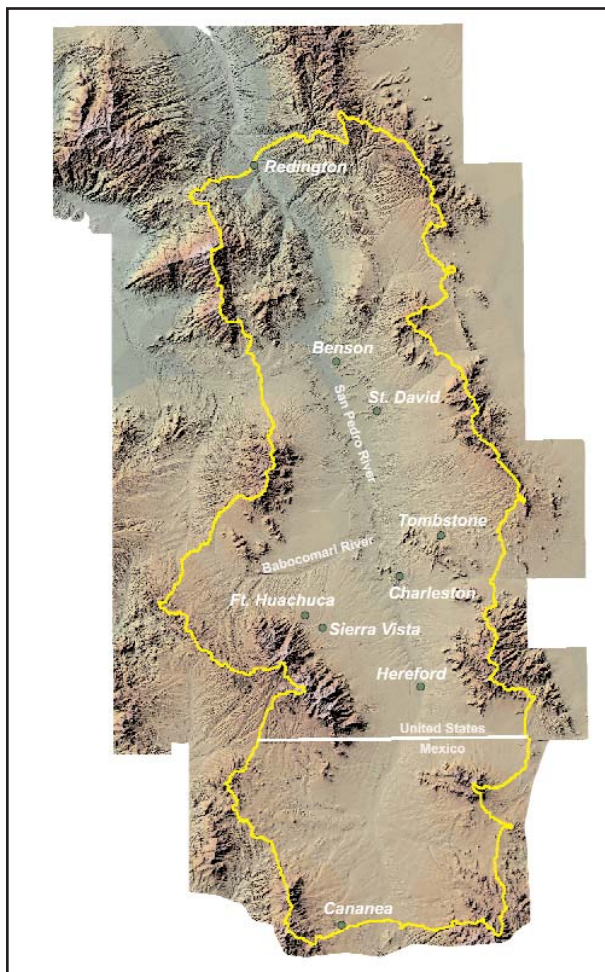 Redington
Benson
St. David
San Pedro River
Tombstone
Babocomari River
Charleston
Ft. Huachuca
Sierra Vista
Hereford
United States
Mexico
Cananea